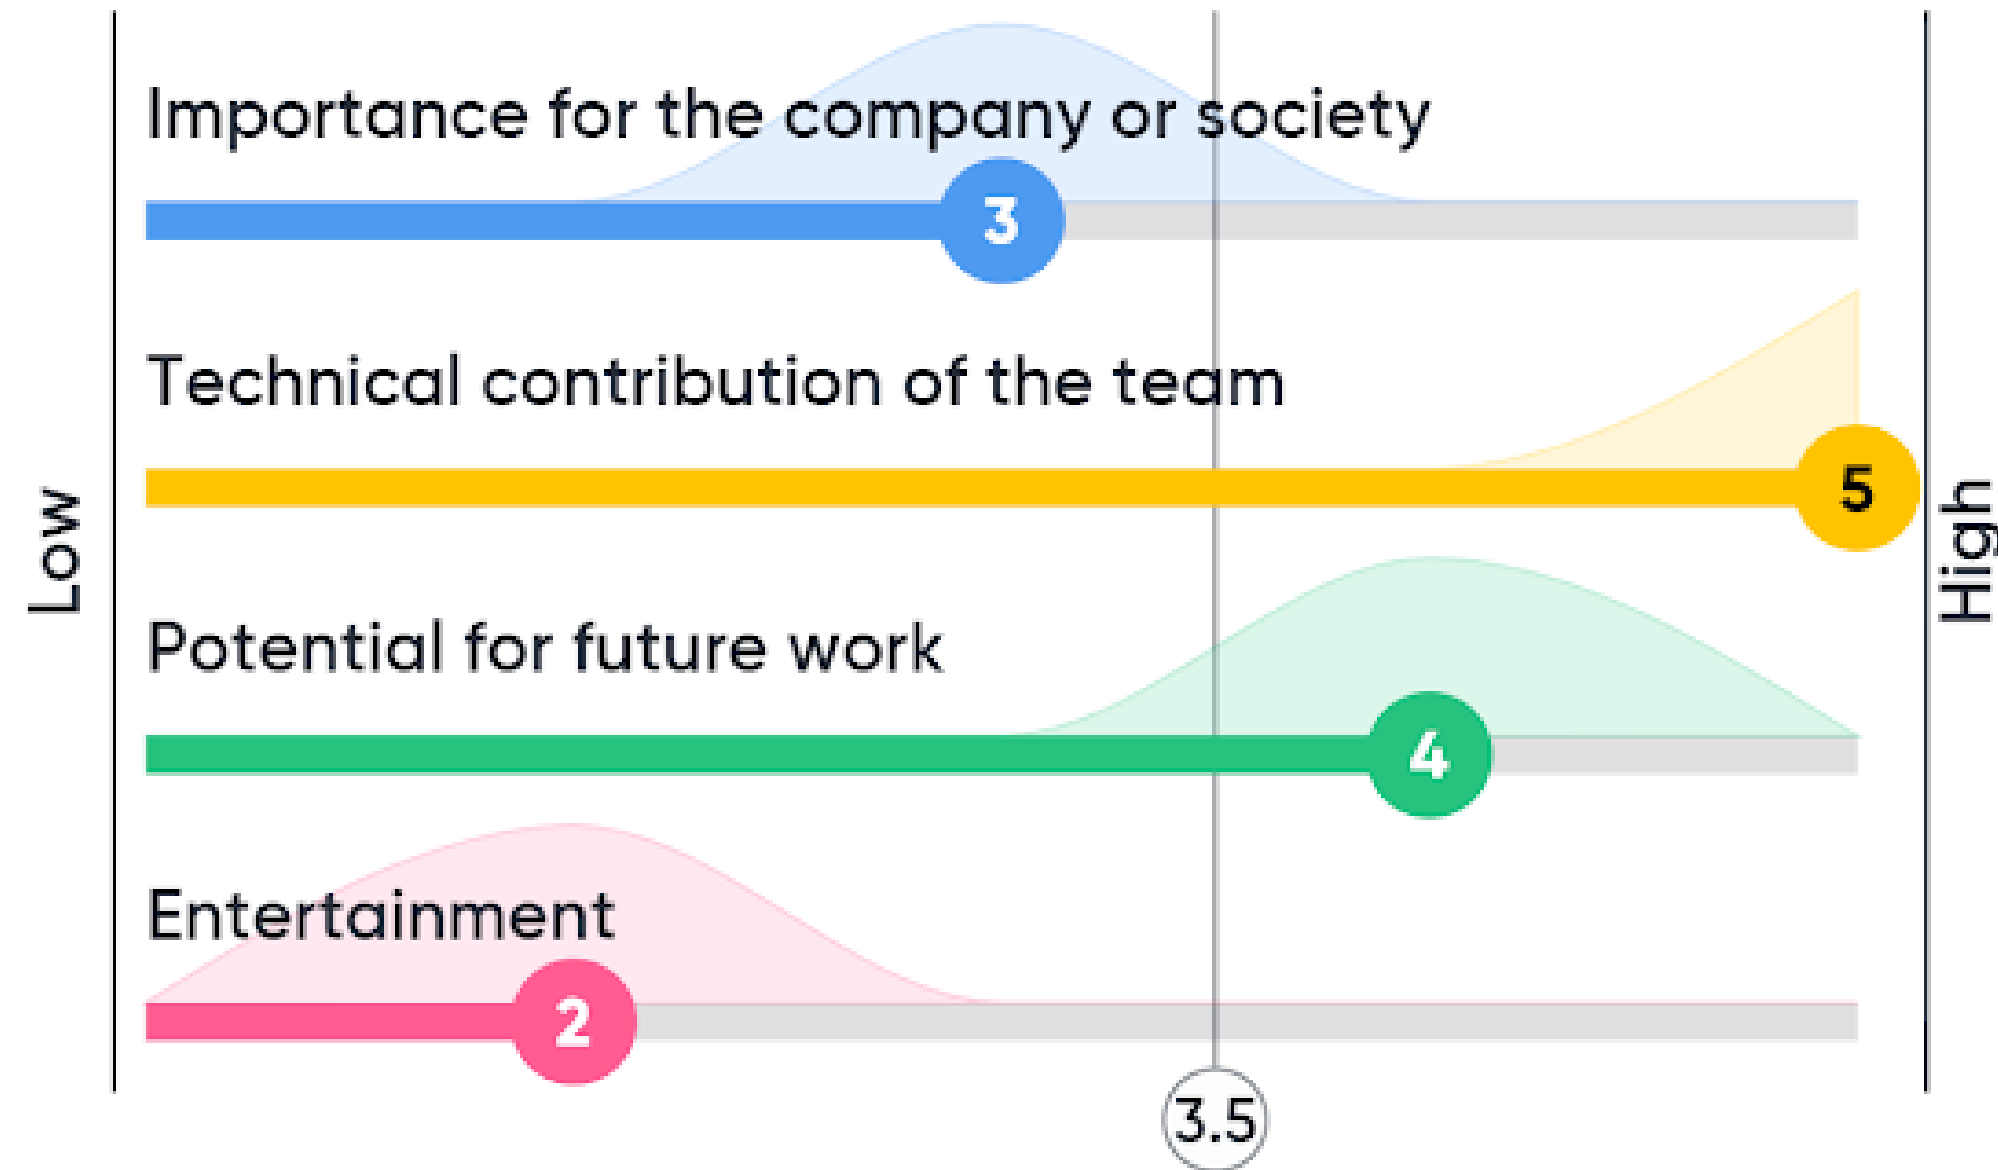 Importance for the company or society
3
Technical contribution of the team
5
Low
High
Potential for future work
4
Entertainment
2
3.5